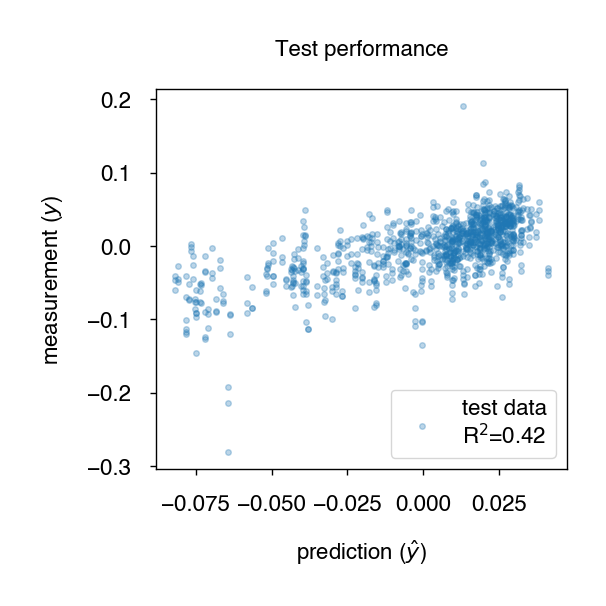 Test performance
0.2
0.1
0.0
−0.1
−0.2
−0.3
measurement (y)
test data
R²=0.42
−0.075 −0.050 −0.025 0.000 0.025
prediction (ŷ)